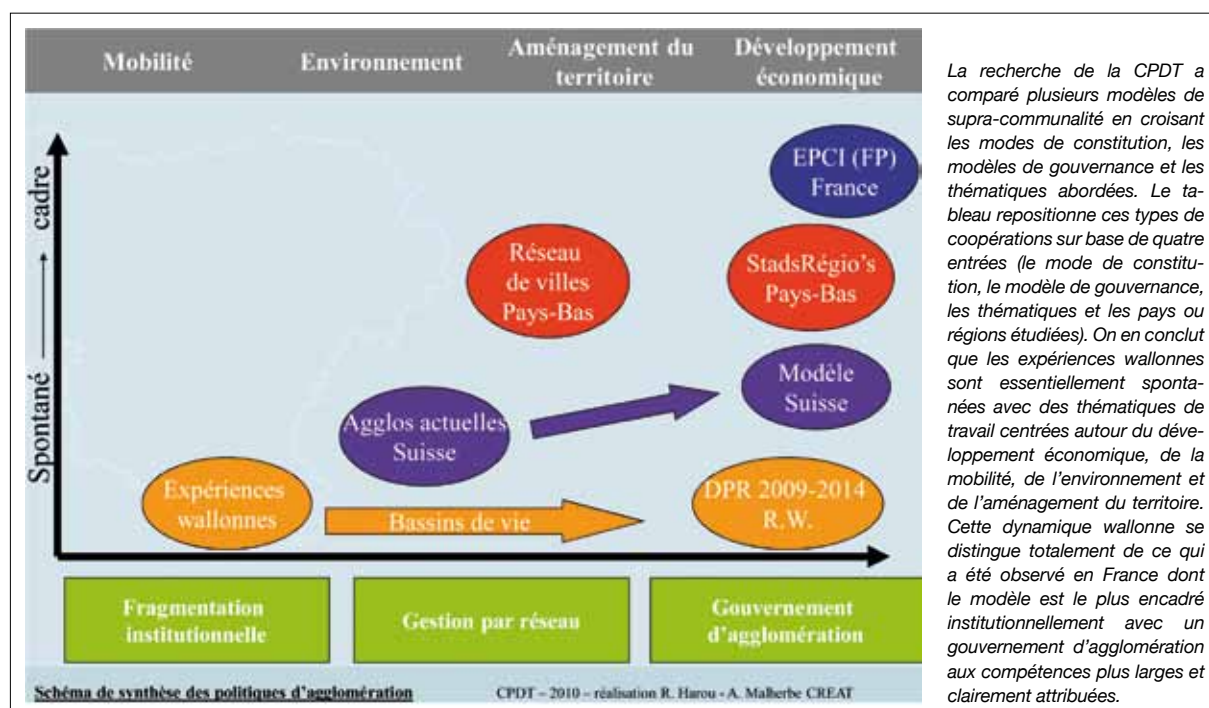 Mobilité
Environnement
Aménagement du
territoire
Développement
économique
Spontané
cadre
EPCI (FP)
France
Réseau
de villes
Pays-Bas
StadsRégio's
Pays-Bas
Modèle
Suisse
Agglos actuelles
Suisse
Expériences
wallonnes
Bassins de vie
DPR 2009-2014
R.W.
Fragmentation
institutionnelle
Gestion par réseau
Gouvernement
d'agglomération
Schéma de synthèse des politiques d'agglomération
CPDT – 2010 – réalisation R. Harou - A. Malherbe CREAT
La recherche de la CPDT a
comparé plusieurs modèles de
supra-communalité en croisant
les modes de constitution, les
modèles de gouvernance et les
thématiques abordées. Le ta-
bleau repositionne ces types de
coopérations sur base de quatre
entrées (le mode de constitu-
tion, le modèle de gouvernance,
les thématiques et les pays ou
régions étudiées). On en conclut
que les expériences wallonnes
sont essentiellement sponta-
nées avec des thématiques de
travail centrées autour du déve-
loppement économique, de la
mobilité, de l'environnement et
de l'aménagement du territoire.
Cette dynamique wallonne se
distingue totalement de ce qui
a été observé en France dont
le modèle est le plus encadré
institutionnellement avec un
gouvernement d'agglomération
aux compétences plus larges et
clairement attribuées.